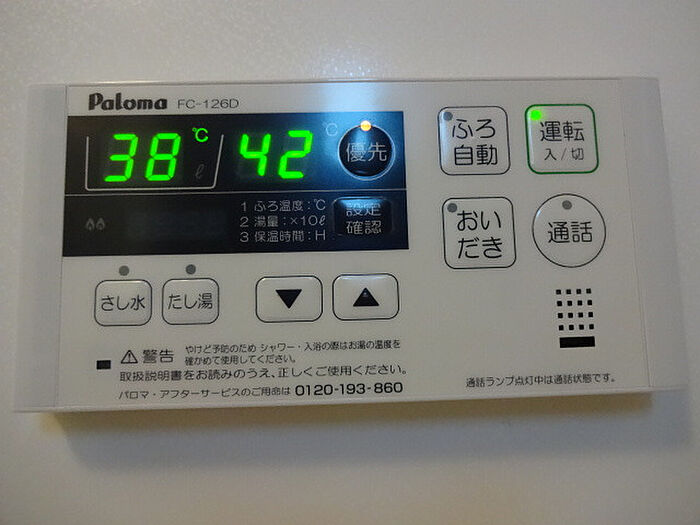 Paloma FC-126D
38 ℃ ℓ 42 ℃ 優先
ふろ
自動
運転
入/切
1 ふろ温度:℃
2 湯量:×10ℓ
3 保温時間:H
設定
確認
おい
だき
通話
さし水
たし湯
▼
▲
⚠警告 やけど予防のため シャワー・入浴の際はお湯の温度を
確かめて使用してください。
取扱説明書をお読みのうえ、正しくご使用ください。
パロマ・アフターサービスのご用命は 0120-193-860
通話ランプ点灯中は通話状態です。